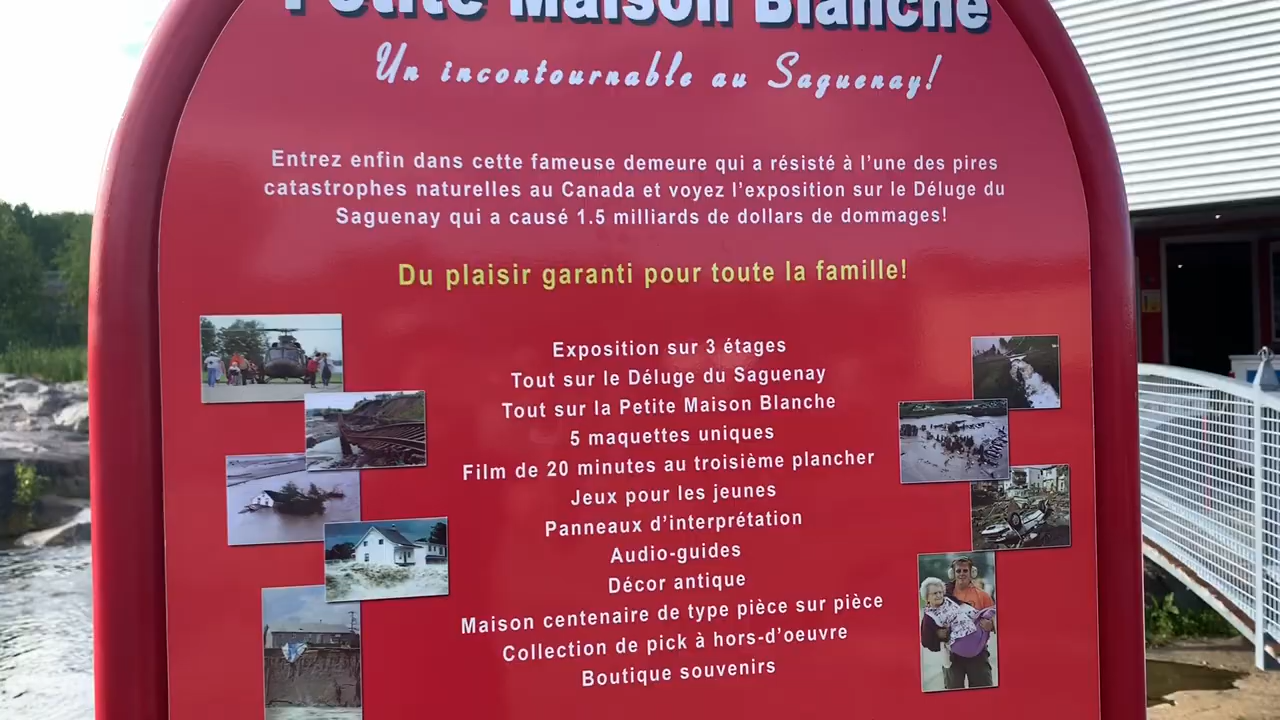 Petite Maison Blanche
Un incontournable au Saguenay!
Entrez enfin dans cette fameuse demeure qui a résisté à l'une des pires
catastrophes naturelles au Canada et voyez l'exposition sur le Déluge du
Saguenay qui a causé 1.5 milliards de dollars de dommages!
Du plaisir garanti pour toute la famille!
Exposition sur 3 étages
Tout sur le Déluge du Saguenay
Tout sur la Petite Maison Blanche
5 maquettes uniques
Film de 20 minutes au troisième plancher
Jeux pour les jeunes
Panneaux d'interprétation
Audio-guides
Décor antique
Maison centenaire de type pièce sur pièce
Collection de pick à hors-d'oeuvre
Boutique souvenirs